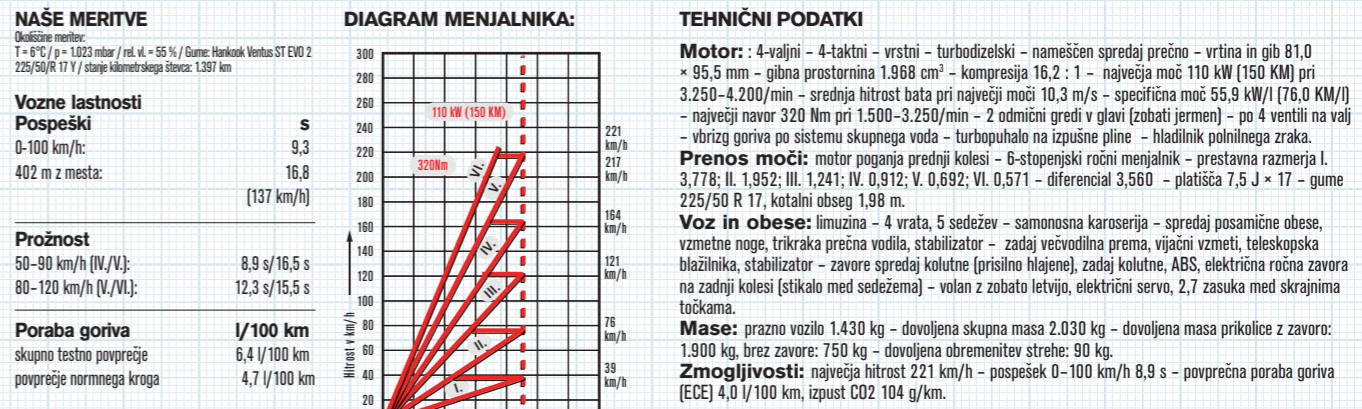 NAŠE MERITVE
Okoliščine meritev:
T = 6°C / p = 1.023 mbar / rel. vl. = 55 % / Gume: Hankook Ventus ST EVO 2
225/50/R 17 Y / stanje kilometrskega števca: 1.397 km
Vozne lastnosti
Pospeški s
0-100 km/h: 9,3
402 m z mesta: 16,8
(137 km/h)
Prožnost
50–90 km/h (IV./V.): 8,9 s/16,5 s
80–120 km/h (V./VI.): 12,3 s/15,5 s
Poraba goriva l/100 km
skupno testno povprečje 6,4 l/100 km
povprečje normnega kroga 4,7 l/100 km
DIAGRAM MENJALNIKA:
300
280
260
240
220
200
180
160
140
120
100
80
60
40
20
Hitrost v km/h
110 kW (150 KM)
320Nm
VI.
V.
IV.
III.
II.
I.
221
km/h
217
km/h
164
km/h
121
km/h
76
km/h
39
km/h
TEHNIČNI PODATKI
Motor: : 4-valjni – 4-taktni – vrstni – turbodizelski – nameščen spredaj prečno – vrtina in gib 81,0
× 95,5 mm – gibna prostornina 1.968 cm³ – kompresija 16,2 : 1 – največja moč 110 kW (150 KM) pri
3.250–4.200/min – srednja hitrost bata pri največji moči 10,3 m/s – specifična moč 55,9 kW/l (76,0 KM/l)
– največji navor 320 Nm pri 1.500–3.250/min – 2 odmični gredi v glavi (zobati jermen) – po 4 ventili na valj
– vbrizg goriva po sistemu skupnega voda – turbopuhalo na izpušne pline – hladilnik polnilnega zraka.
Prenos moči: motor poganja prednji kolesi – 6-stopenjski ročni menjalnik – prestavna razmerja I.
3,778; II. 1,952; III. 1,241; IV. 0,912; V. 0,692; VI. 0,571 – diferencial 3,560 – platišča 7,5 J × 17 – gume
225/50 R 17, kotalni obseg 1,98 m.
Voz in obese: limuzina – 4 vrata, 5 sedežev – samonosna karoserija – spredaj posamične obese,
vzmetne noge, trikraka prečna vodila, stabilizator – zadaj večvodilna prema, vijačni vzmeti, teleskopska
blažilnika, stabilizator – zavore spredaj kolutne (prisilno hlajene), zadaj kolutne, ABS, električna ročna zavora
na zadnji kolesi (stikalo med sedežema) – volan z zobato letvijo, električni servo, 2,7 zasuka med skrajnima
točkama.
Mase: prazno vozilo 1.430 kg – dovoljena skupna masa 2.030 kg – dovoljena masa prikolice z zavoro:
1.900 kg, brez zavore: 750 kg – dovoljena obremenitev strehe: 90 kg.
Zmogljivosti: največja hitrost 221 km/h – pospešek 0–100 km/h 8,9 s – povprečna poraba goriva
(ECE) 4,0 l/100 km, izpust CO2 104 g/km.